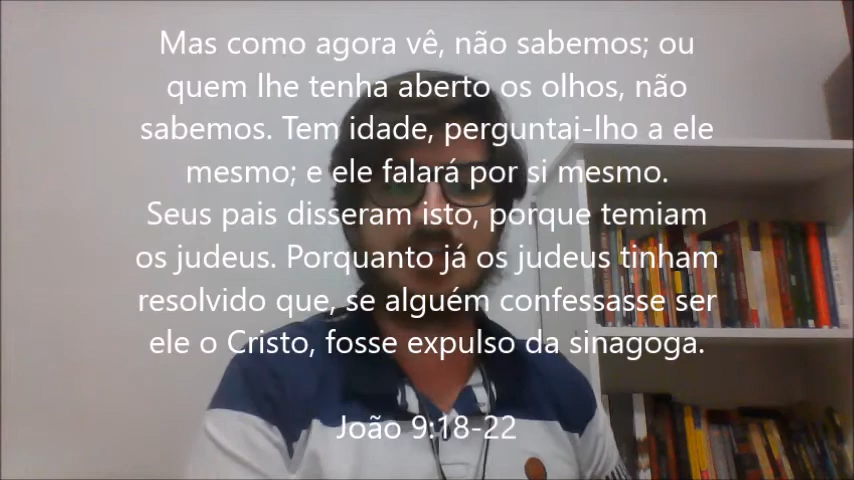 Mas como agora vê, não sabemos; ou
quem lhe tenha aberto os olhos, não
sabemos. Tem idade, perguntai-lho a ele
mesmo; e ele falará por si mesmo.
Seus pais disseram isto, porque temiam
os judeus. Porquanto já os judeus tinham
resolvido que, se alguém confessasse ser
ele o Cristo, fosse expulso da sinagoga.
João 9:18-22